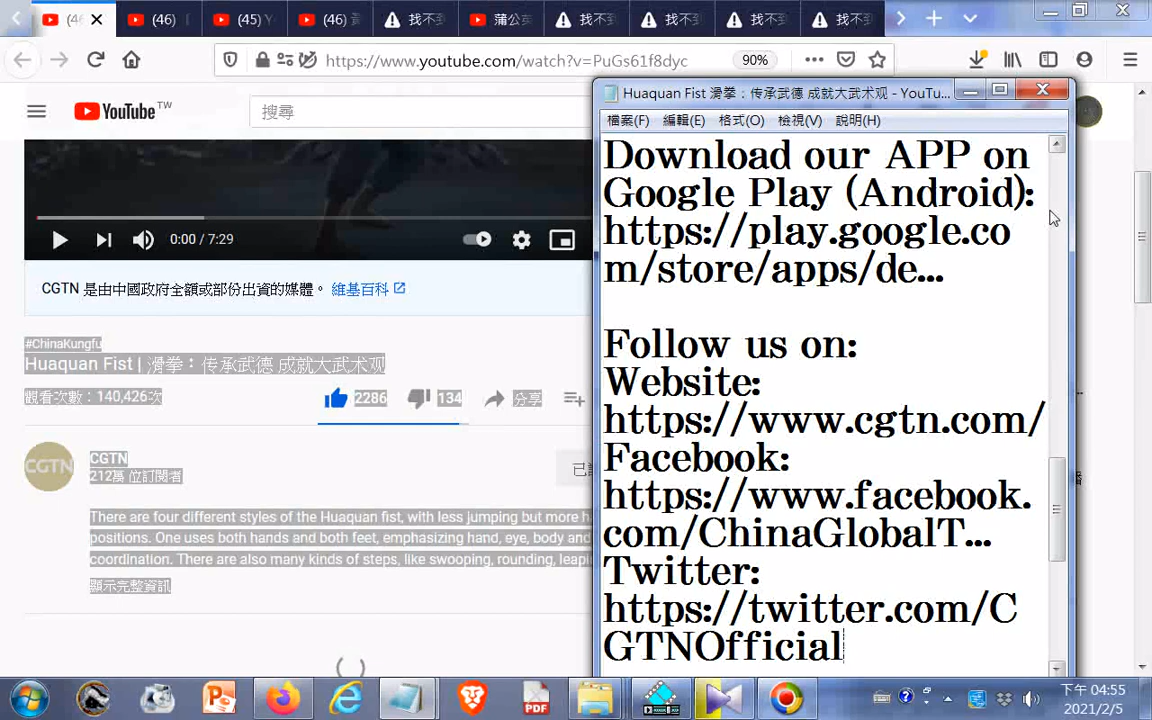 (46)
(46)
(45) Y
(46)
找不到
蒲公英
找不到
找不到
找不到
找不到
https://www.youtube.com/watch?v=PuGs61f8dyc
90%
YouTube TW
搜尋
0:00 / 7:29
CGTN 是由中國政府全額或部份出資的媒體。 維基百科
#ChinaKungfu
Huaquan Fist | 滑拳：传承武德 成就大武术观
觀看次數：140,426次
2286
134
分享
CGTN
CGTN
212萬 位訂閱者
There are four different styles of the Huaquan fist, with less jumping but more
positions. One uses both hands and both feet, emphasizing hand, eye, body and
coordination. There are also many kinds of steps, like swooping, rounding,
顯示完整資訊
Huaquan Fist 滑拳：传承武德 成就大武术观 - YouTu...
檔案(F) 編輯(E) 格式(O) 檢視(V) 說明(H)
Download our APP on
Google Play (Android):
https://play.google.co
m/store/apps/de...
Follow us on:
Website:
https://www.cgtn.com/
Facebook:
https://www.facebook.
com/ChinaGlobalT...
Twitter:
https://twitter.com/C
GTNOfficial
PDF
下午 04:55
2021/2/5